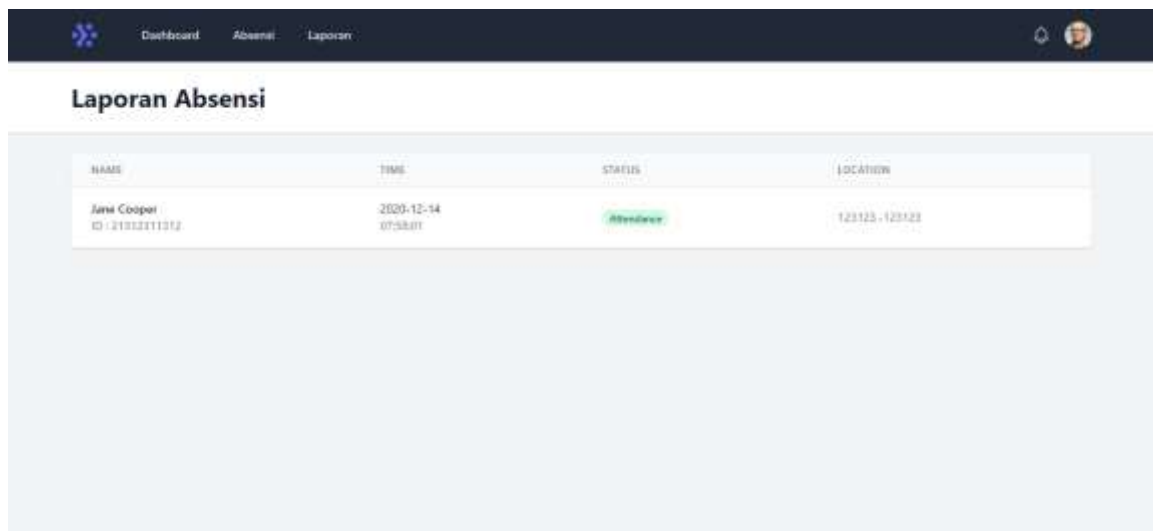 Dashboard Absensi Laporan
Laporan Absensi
NAME TIME STATUS LOCATION
Jane Cooper 2020-12-14 Attendance 123123 - 123123